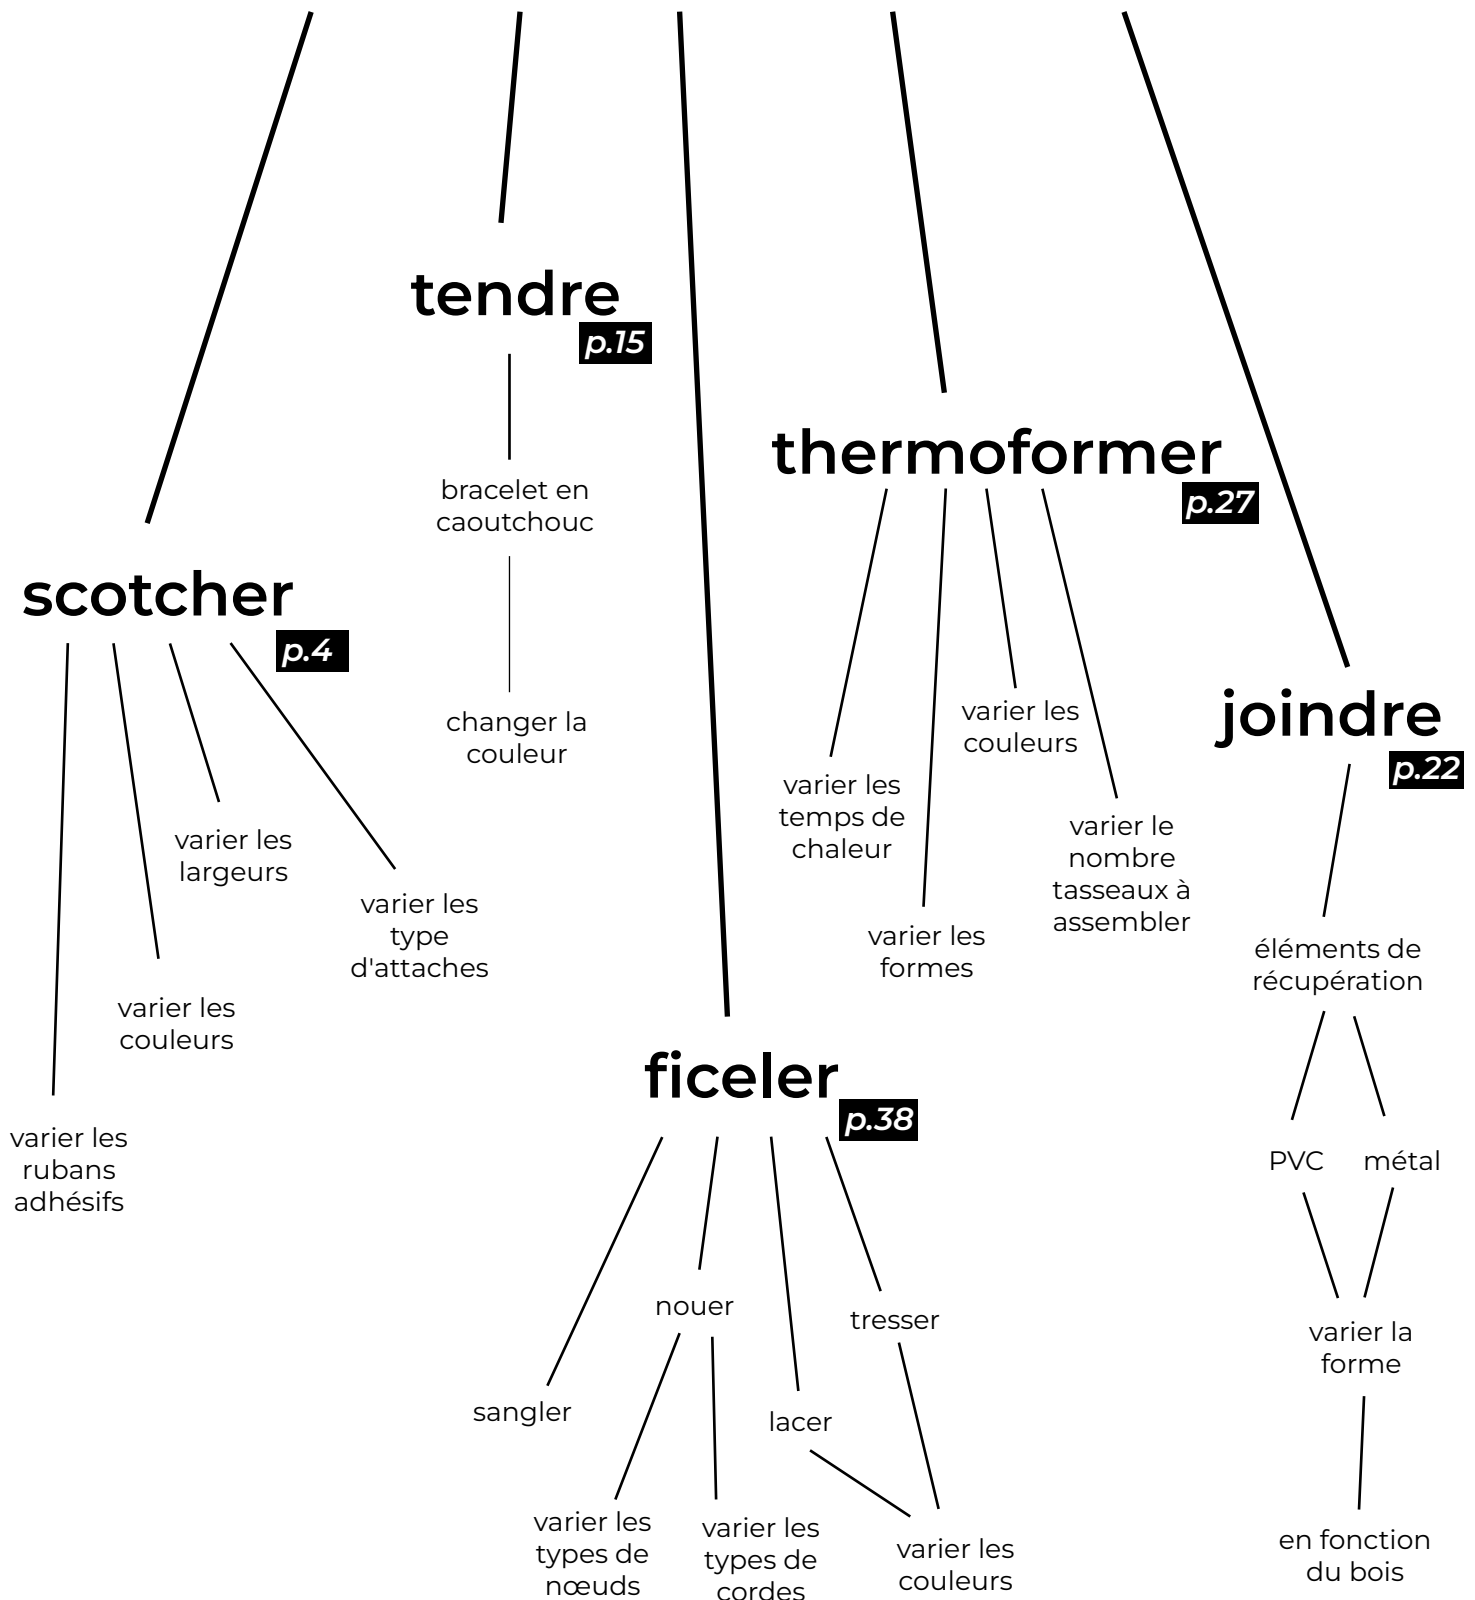 tendre
p.15
bracelet en
caoutchouc
changer la
couleur
scotcher
p.4
varier les
largeurs
varier les
type
d'attaches
varier les
couleurs
varier les
rubans
adhésifs
thermoformer
p.27
varier les
couleurs
varier les
temps de
chaleur
varier le
nombre
tasseaux à
assembler
varier les
formes
joindre
p.22
éléments de
récupération
PVC
métal
varier la
forme
en fonction
du bois
ficeler
p.38
nouer
tresser
sangler
lacer
varier les
types de
nœuds
varier les
types de
cordes
varier les
couleurs